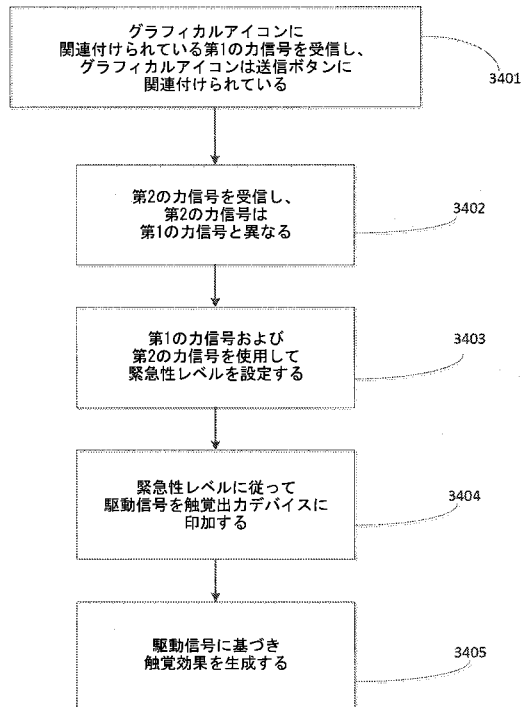 グラフィカルアイコンに
関連付けられている第1の力信号を受信し、
グラフィカルアイコンは送信ボタンに
関連付けられている
3401
第2の力信号を受信し、
第2の力信号は
第1の力信号と異なる
3402
第1の力信号および
第2の力信号を使用して
緊急性レベルを設定する
3403
緊急性レベルに従って
駆動信号を触覚出力デバイスに
印加する
3404
駆動信号に基づき
触覚効果を生成する
3405